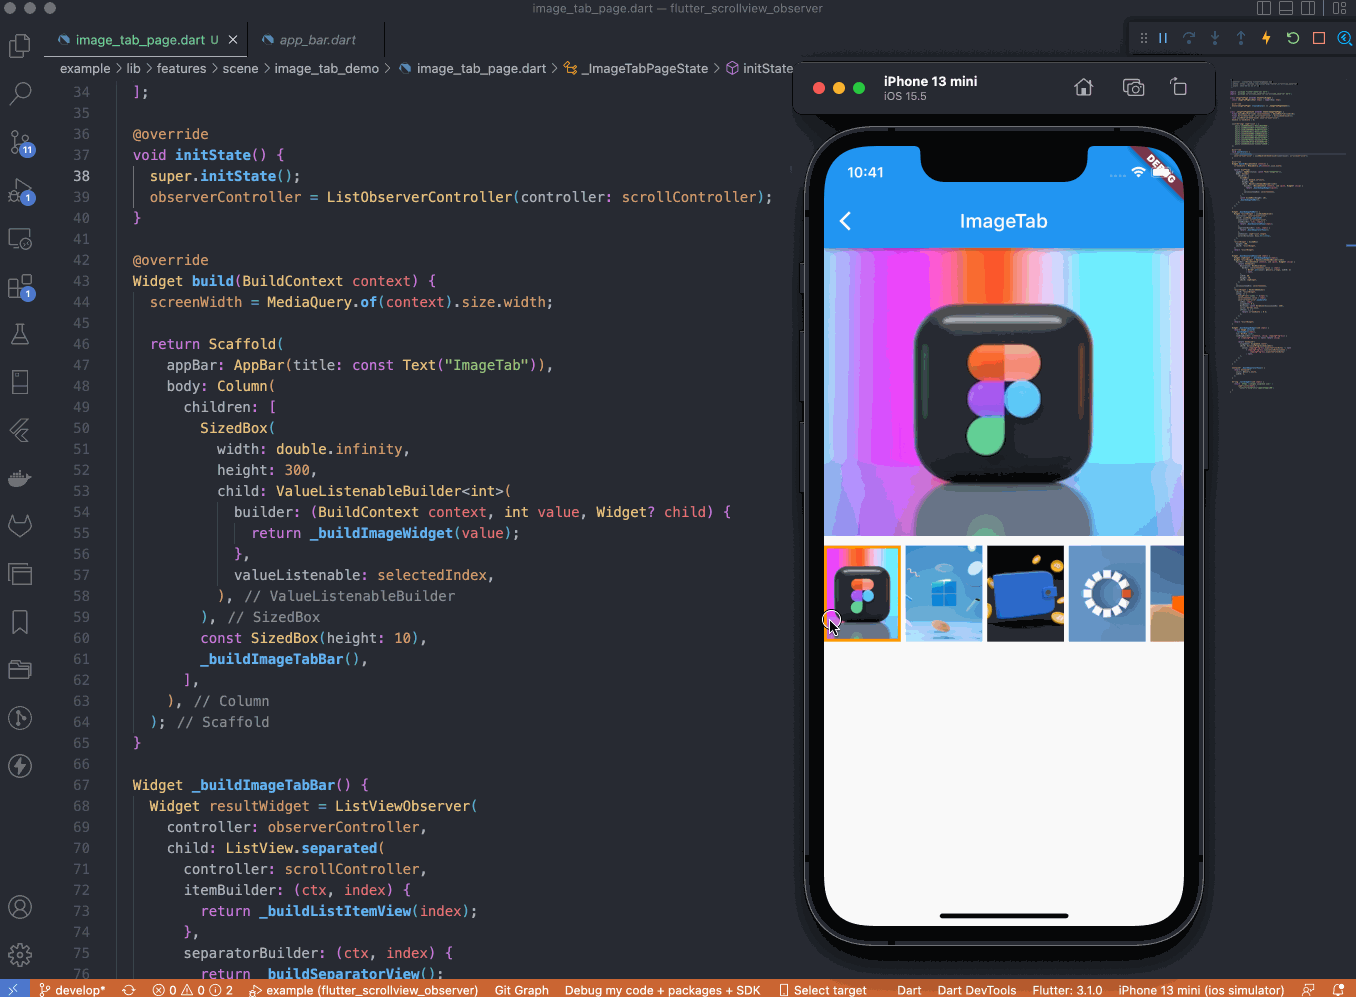 image_tab_page.dart — flutter_scrollview_observer
image_tab_page.dart U
app_bar.dart
example > lib > features > scene > image_tab_demo > image_tab_page.dart > _ImageTabPageState > initState
34 ];
35
36 @override
37 void initState() {
38 super.initState();
39 observerController = ListObserverController(controller: scrollController);
40 }
41
42 @override
43 Widget build(BuildContext context) {
44 screenWidth = MediaQuery.of(context).size.width;
45
46 return Scaffold(
47 appBar: AppBar(title: const Text("ImageTab")),
48 body: Column(
49 children: [
50 SizedBox(
51 width: double.infinity,
52 height: 300,
53 child: ValueListenableBuilder<int>(
54 builder: (BuildContext context, int value, Widget? child) {
55 return _buildImageWidget(value);
56 },
57 valueListenable: selectedIndex,
58 ), // ValueListenableBuilder
59 ), // SizedBox
60 const SizedBox(height: 10),
61 _buildImageTabBar(),
62 ],
63 ), // Column
64 ); // Scaffold
65 }
66
67 Widget _buildImageTabBar() {
68 Widget resultWidget = ListViewObserver(
69 controller: observerController,
70 child: ListView.separated(
71 controller: scrollController,
72 itemBuilder: (ctx, index) {
73 return _buildListItemView(index);
74 },
75 separatorBuilder: (ctx, index) {
76 return _buildSeparatorView();
11
1
1
iPhone 13 mini
iOS 15.5
10:41
DEBUG
ImageTab
develop* 0 0 2 example (flutter_scrollview_observer) Git Graph Debug my code + packages + SDK Select target Dart Dart DevTools Flutter: 3.1.0 iPhone 13 mini (ios simulator)